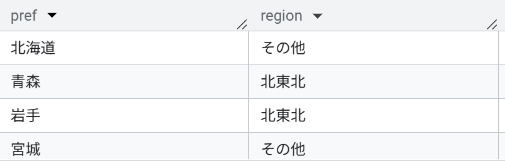 pref region
北海道 その他
青森 北東北
岩手 北東北
宮城 その他